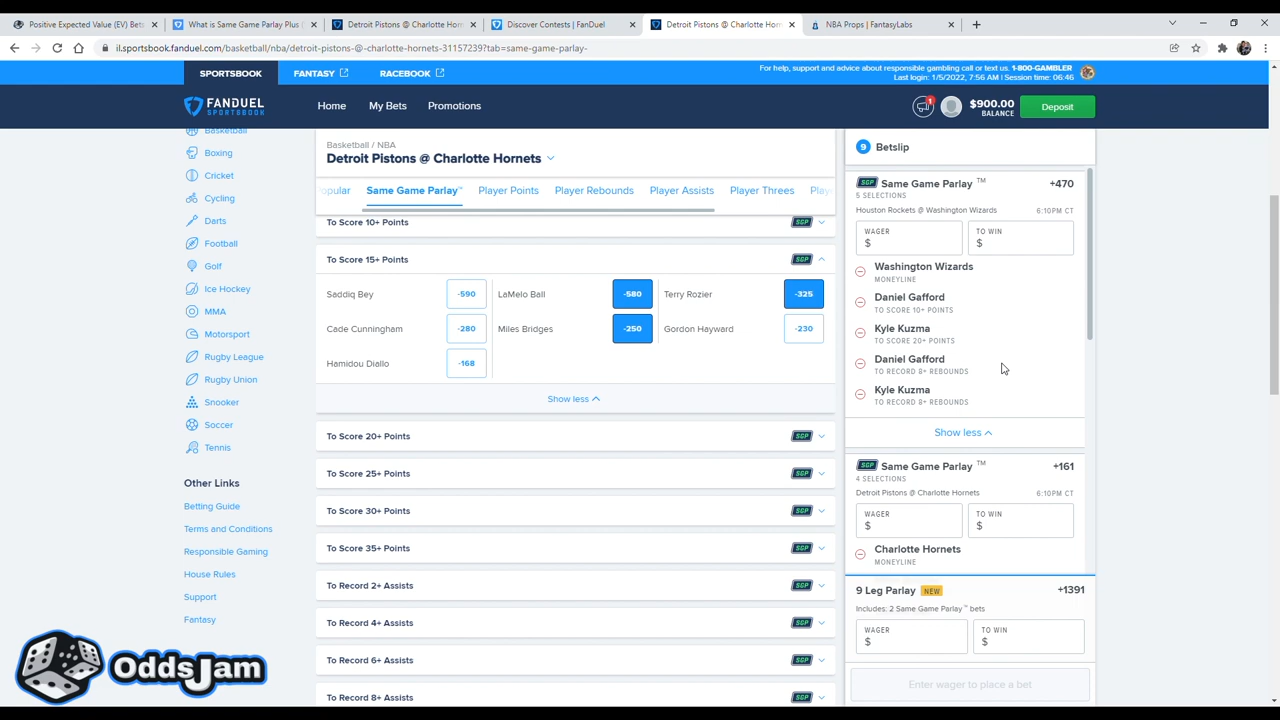 Positive Expected Value (EV) Bets
What is Same Game Parlay Plus (
Detroit Pistons @ Charlotte Horn
Discover Contests | FanDuel
Detroit Pistons @ Charlotte Horn
NBA Props | FantasyLabs
il.sportsbook.fanduel.com/basketball/nba/detroit-pistons-@-charlotte-hornets-31157239?tab=same-game-parlay-
SPORTSBOOK
FANTASY
RACEBOOK
For help, support and advice about responsible gambling call or text us. 1-800-GAMBLER
Last login: 1/5/2022, 7:56 AM | Session time: 06:46
FANDUEL
SPORTSBOOK
Home
My Bets
Promotions
1
$900.00
BALANCE
Deposit
Basketball
Boxing
Cricket
Cycling
Darts
Football
Golf
Ice Hockey
MMA
Motorsport
Rugby League
Rugby Union
Snooker
Soccer
Tennis
Other Links
Betting Guide
Terms and Conditions
Responsible Gaming
House Rules
Support
Fantasy
Basketball / NBA
Detroit Pistons @ Charlotte Hornets
opular
Same Game Parlay™
Player Points
Player Rebounds
Player Assists
Player Threes
Play
To Score 10+ Points SGP
To Score 15+ Points SGP
Saddiq Bey -590 LaMelo Ball -580 Terry Rozier -325
Cade Cunningham -280 Miles Bridges -250 Gordon Hayward -230
Hamidou Diallo -168
Show less
To Score 20+ Points SGP
To Score 25+ Points SGP
To Score 30+ Points SGP
To Score 35+ Points SGP
To Record 2+ Assists SGP
To Record 4+ Assists SGP
To Record 6+ Assists SGP
To Record 8+ Assists SGP
9 Betslip
SGP Same Game Parlay ™ +470
5 SELECTIONS
Houston Rockets @ Washington Wizards 6:10PM CT
WAGER TO WIN
$ $
Washington Wizards
MONEYLINE
Daniel Gafford
TO SCORE 10+ POINTS
Kyle Kuzma
TO SCORE 20+ POINTS
Daniel Gafford
TO RECORD 8+ REBOUNDS
Kyle Kuzma
TO RECORD 8+ REBOUNDS
Show less
SGP Same Game Parlay ™ +161
4 SELECTIONS
Detroit Pistons @ Charlotte Hornets 6:10PM CT
WAGER TO WIN
$ $
Charlotte Hornets
MONEYLINE
9 Leg Parlay NEW +1391
Includes: 2 Same Game Parlay™ bets
WAGER TO WIN
$ $
Enter wager to place a bet
OddsJam